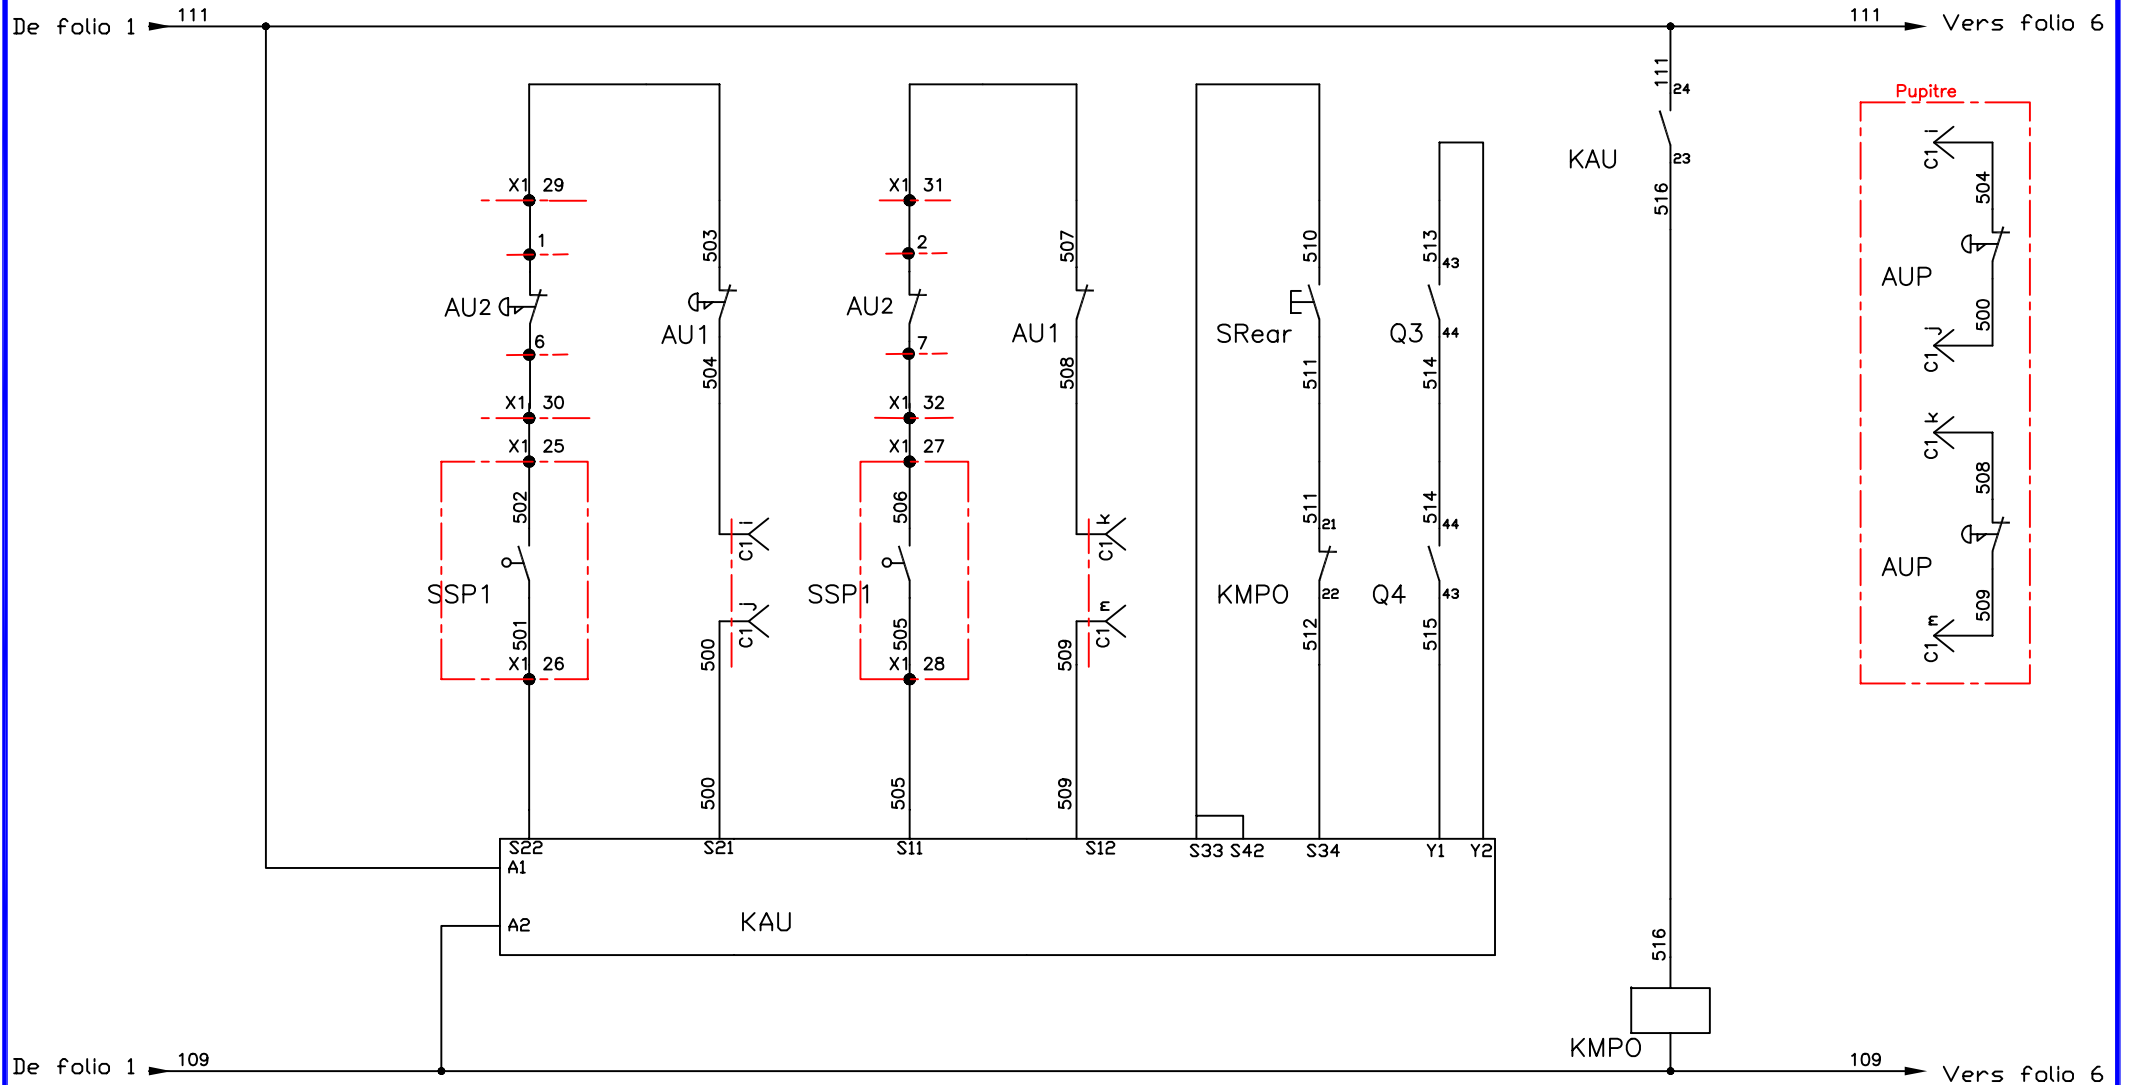 De folio 1 111 111 Vers folio 6
111
24
Pupitre
KAU
23
516
X1 29
X1 31
1
2
503
507
510
513
43
AU2
AU1
AU2
AU1
SRear
Q3
44
6
7
504
508
511
514
X1 30
X1 32
X1 25
X1 27
502
506
511
21
514
44
C1 i
C1 k
SSP1
SSP1
KMPO
22
Q4
43
C1 j
C1 m
501
505
500
509
512
515
X1 26
X1 28
500
505
509
S22 S21 S11 S12 S33 S42 S34 Y1 Y2
A1
A2
KAU
516
KMPO
C1 i
504
AUP
500
C1 j
C1 k
508
AUP
509
C1 m
De folio 1 109 109 Vers folio 6